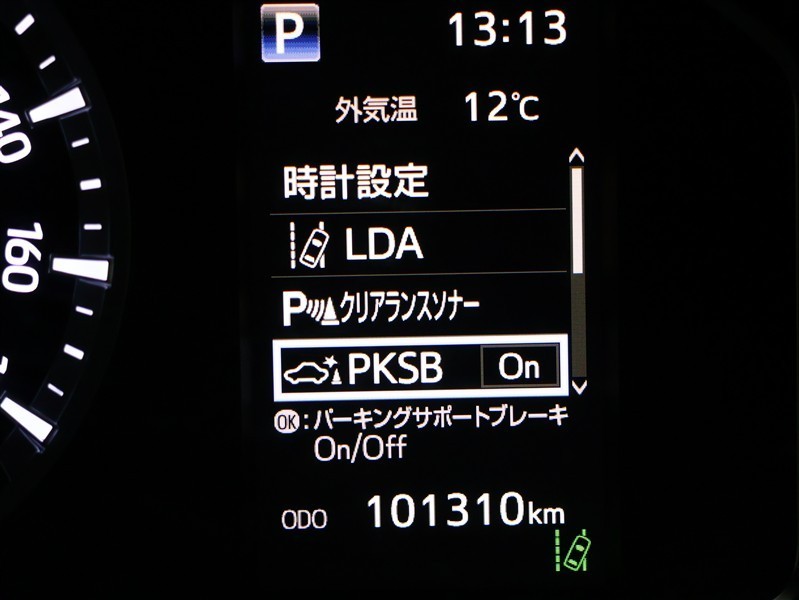 P 13:13
外気温 12℃
140
時計設定
LDA
160
Pクリアランスソナー
PKSB On
OK:パーキングサポートブレーキ
On/Off
ODO 101310km